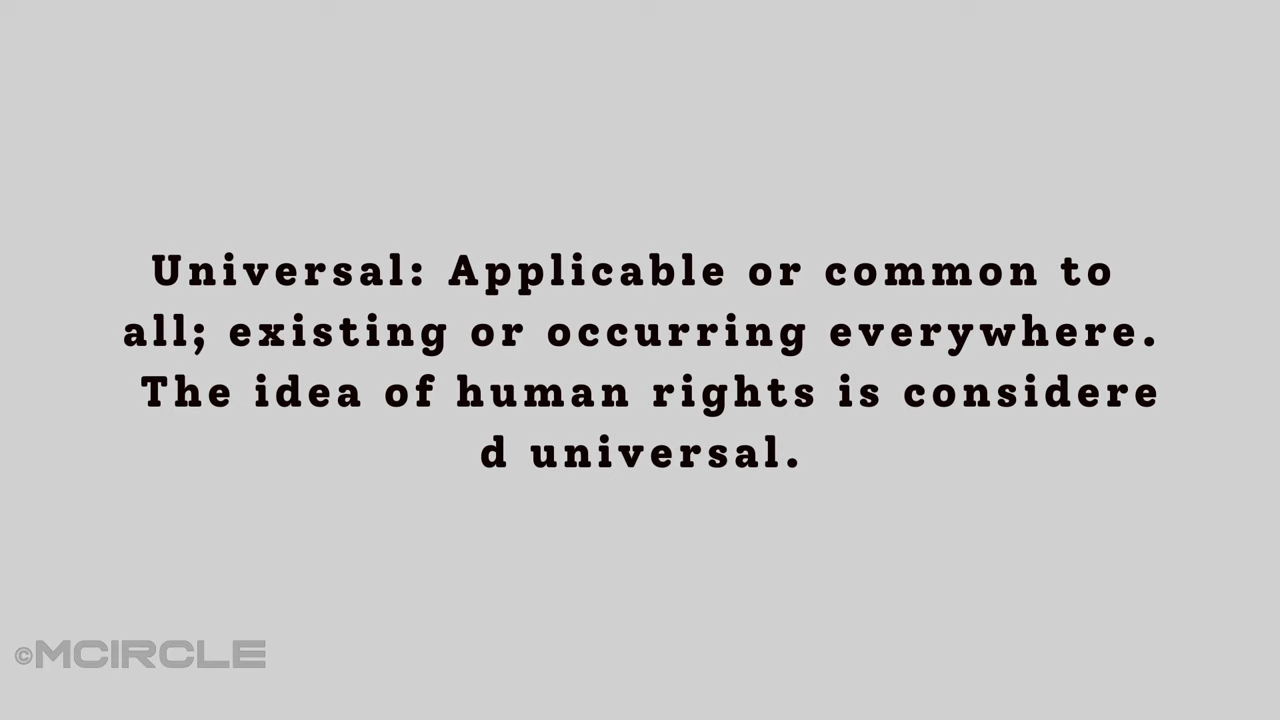 Universal: Applicable or common to
all; existing or occurring everywhere.
The idea of human rights is considere
d universal.
©MCIRCLE